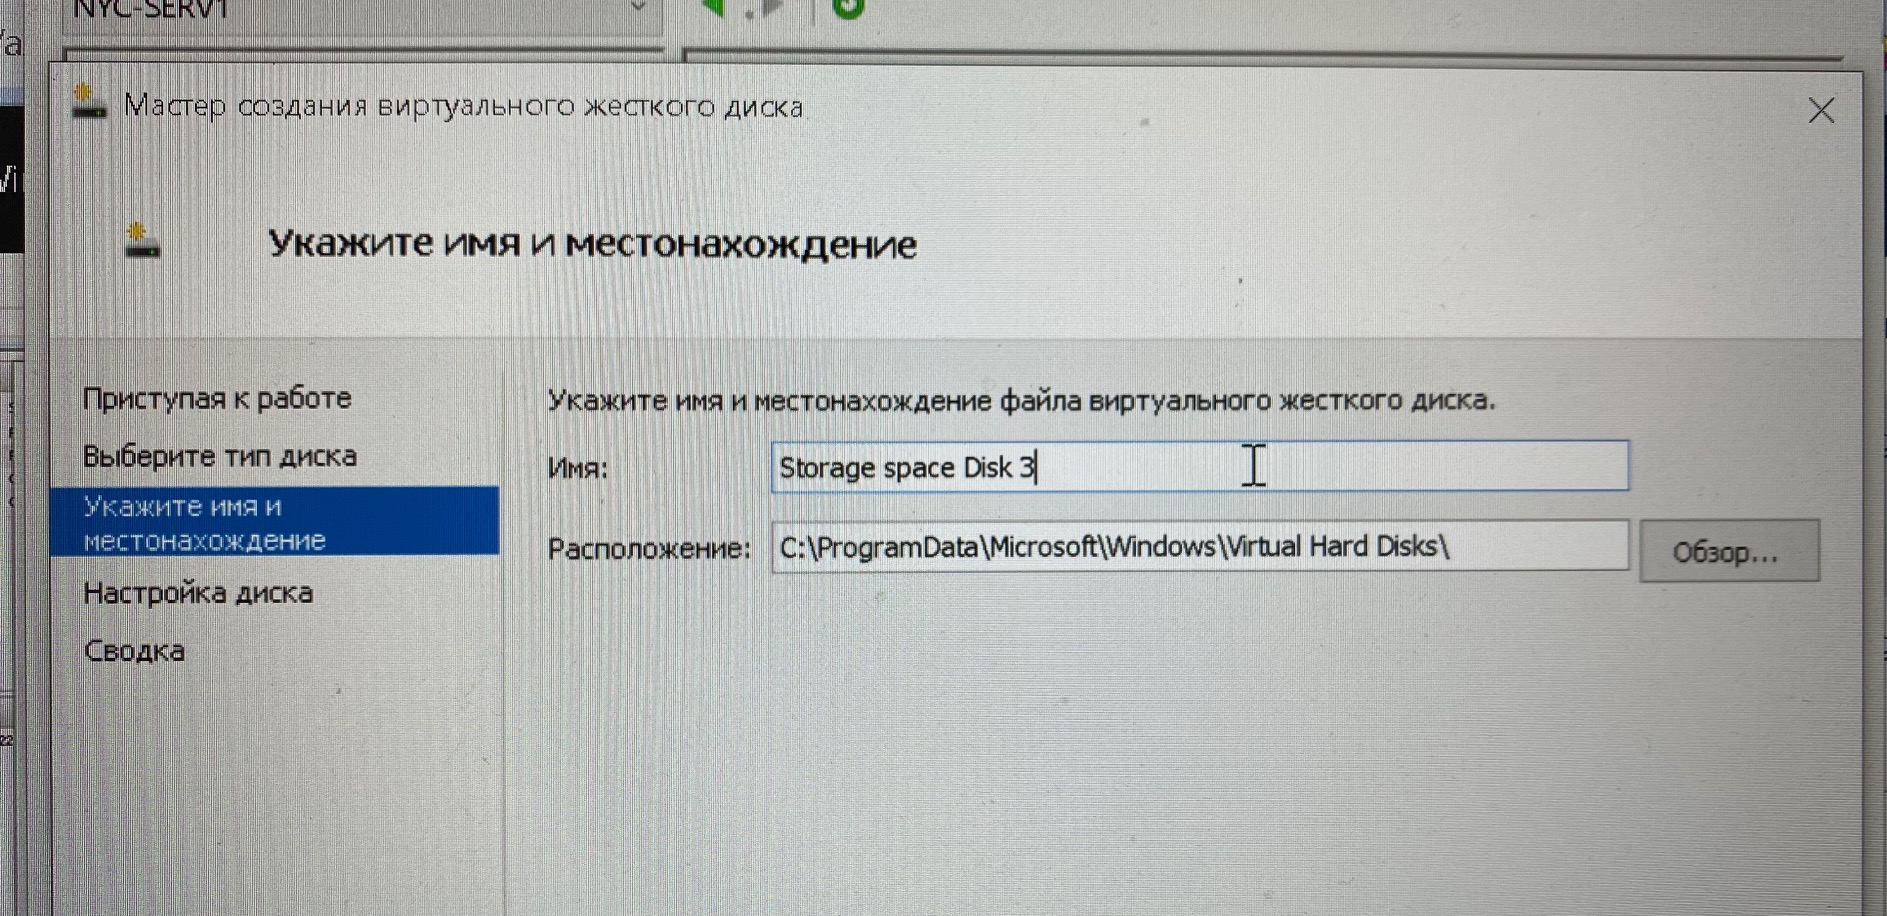 NYC-SERV1
Мастер создания виртуального жесткого диска
Укажите имя и местонахождение
Приступая к работе
Выберите тип диска
Укажите имя и
местонахождение
Настройка диска
Сводка
Укажите имя и местонахождение файла виртуального жесткого диска.
Имя: Storage space Disk 3
Расположение: C:\ProgramData\Microsoft\Windows\Virtual Hard Disks\ Обзор...